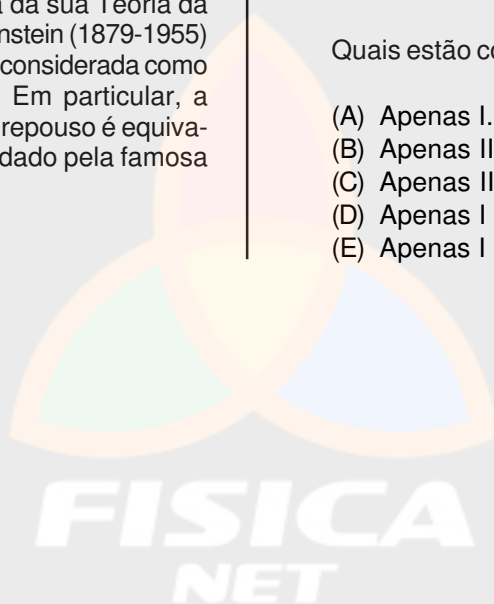 da sua Teoria da
nstein (1879-1955)
considerada como
Em particular, a
repouso é equiva-
dado pela famosa
Quais estão
(A) Apenas I.
(B) Apenas II
(C) Apenas II
(D) Apenas I
(E) Apenas I
FISICA
NET